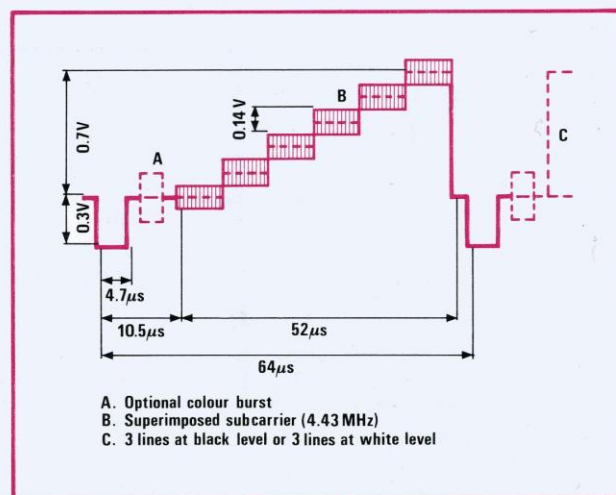 B
0.14V
0.7V
C
A
0.3V
4.7µs
10.5µs
52µs
64µs
A. Optional colour burst
B. Superimposed subcarrier (4.43 MHz)
C. 3 lines at black level or 3 lines at white level